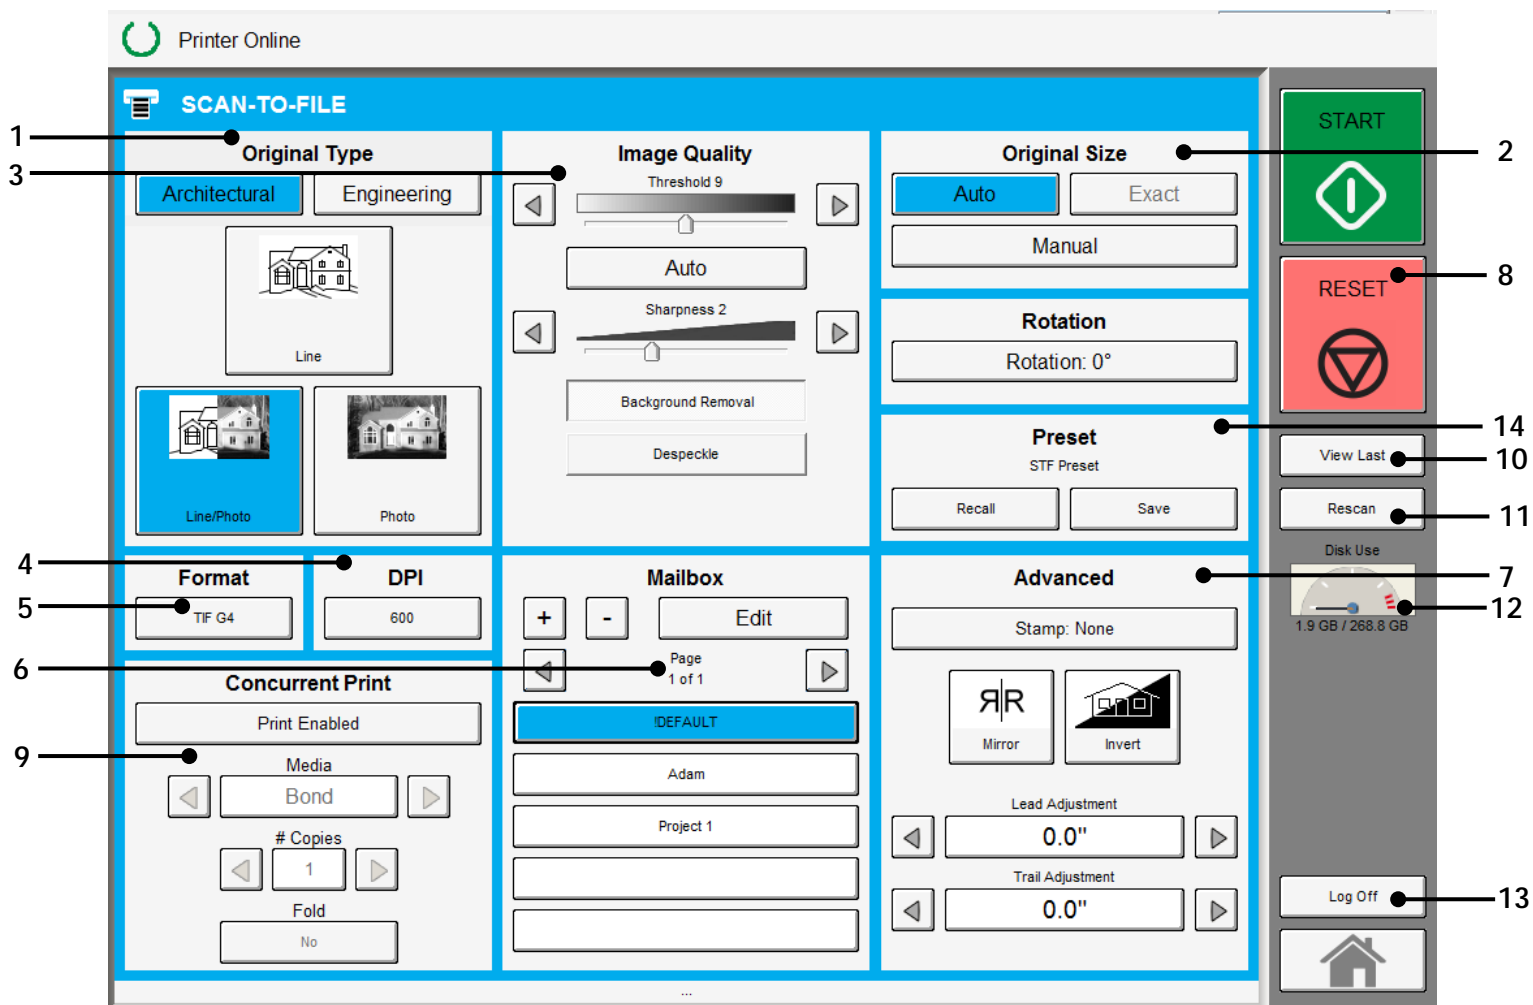 Printer Online
SCAN-TO-FILE
1
Original Type
Architectural
Engineering
Line
Line/Photo
Photo
3
Image Quality
Threshold 9
Auto
Sharpness 2
Background Removal
Despeckle
2
Original Size
Auto
Exact
Manual
Rotation
Rotation: 0°
14
Preset
STF Preset
Recall
Save
5
Format
TIF G4
4
DPI
600
9
Concurrent Print
Print Enabled
Media
Bond
# Copies
1
Fold
No
6
Mailbox
+
-
Edit
Page
1 of 1
!DEFAULT
Adam
Project 1
7
Advanced
Stamp: None
R|R
Mirror
Invert
Lead Adjustment
0.0"
Trail Adjustment
0.0"
START
8
RESET
10
View Last
11
Rescan
12
Disk Use
1.9 GB / 268.8 GB
13
Log Off
...